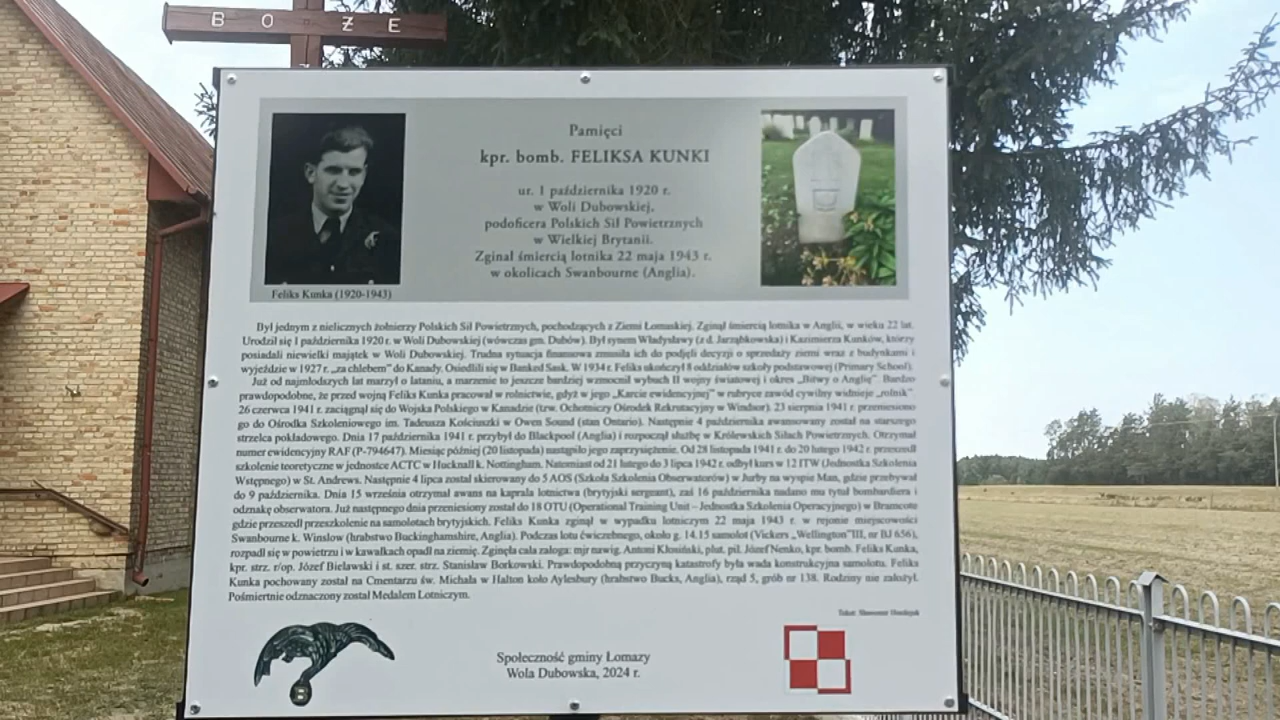 BOŻE
Pamięci
kpr. bomb. FELIKSA KUNKI
ur. 1 października 1920 r.
w Woli Dubowskiej,
podoficera Polskich Sił Powietrznych
w Wielkiej Brytanii.
Zginął śmiercią lotnika 22 maja 1943 r.
w okolicach Swanbourne (Anglia).
Feliks Kunka (1920-1943)
Był jednym z nielicznych żołnierzy Polskich Sił Powietrznych, pochodzących z Ziemi Łomaskiej. Zginął śmiercią lotnika w Anglii, w wieku 22 lat.
Urodził się 1 października 1920 r. w Woli Dubowskiej (wówczas gm. Dubów). Był synem Władysławy (z d. Jarząbkowska) i Kazimierza Kunków, którzy
posiadali niewielki majątek w Woli Dubowskiej. Trudna sytuacja finansowa zmusiła ich do podjęli decyzji o sprzedaży ziemi wraz z budynkami i
wyjeździe w 1927 r. „za chlebem” do Kanady. Osiedlili się w Banked Sask. W 1934 r. Feliks ukończył 8 oddziałów szkoły podstawowej (Primary School).
Już od najmłodszych lat marzył o lataniu, a marzenie to jeszcze bardziej wzmocnił wybuch II wojny światowej i okres „Bitwy o Anglię”. Bardzo
prawdopodobne, że przed wojną Feliks Kunka pracował w rolnictwie, gdyż w jego „Karcie ewidencyjnej” w rubryce zawód cywilny widnieje „rolnik”.
26 czerwca 1941 r. zaciągnął się do Wojska Polskiego w Kanadzie (tzw. Ochotniczy Ośrodek Rekrutacyjny w Windsor). 23 sierpnia 1941 r. przeniesiono
go do Ośrodka Szkoleniowego im. Tadeusza Kościuszki w Owen Sound (stan Ontario). Następnie 4 października awansowany został na starszego
strzelca pokładowego. Dnia 17 października 1941 r. przybył do Blackpool (Anglia) i rozpoczął służbę w Królewskich Siłach Powietrznych. Otrzymał
numer ewidencyjny RAF (P-794647). Miesiąc później (20 listopada) nastąpiło jego zaprzysiężenie. Od 28 listopada 1941 r. do 20 lutego 1942 r. przeszedł
szkolenie teoretyczne w jednostce ACTC w Hucknall k. Nottingham. Natomiast od 21 lutego do 3 lipca 1942 r. odbył kurs w 12 ITW (Jednostka Szkolenia
Wstępnego) w St. Andrews. Następnie 4 lipca został skierowany do 5 AOS (Szkoła Szkolenia Obserwatorów) w Jurby na wyspie Man, gdzie przebywał
do 9 października. Dnia 15 września otrzymał awans na kaprala lotnictwa (brytyjski sergeant), zaś 16 października nadano mu tytuł bombardiera i
odznakę obserwatora. Już następnego dnia przeniesiony został do 18 OTU (Operational Training Unit – Jednostka Szkolenia Operacyjnego) w Bramcote
gdzie przeszedł przeszkolenie na samolotach brytyjskich. Feliks Kunka zginął w wypadku lotniczym 22 maja 1943 r. w rejonie miejscowości
Swanbourne k. Winslow (hrabstwo Buckinghamshire, Anglia). Podczas lotu ćwiczebnego, około g. 14.15 samolot (Vickers „Wellington”III, nr BJ 656),
rozpadł się w powietrzu i w kawałkach opadł na ziemię. Zginęła cała załoga: mjr nawig. Antoni Kłosiński, plut. pil. Józef Nenko, kpr. bomb. Feliks Kunka,
kpr. strz. r/op. Józef Bielawski i st. szer. strz. Stanisław Borkowski. Prawdopodobną przyczyną katastrofy była wada konstrukcyjna samolotu. Feliks
Kunka pochowany został na Cmentarzu św. Michała w Halton koło Aylesbury (hrabstwo Bucks, Anglia), rząd 5, grób nr 138. Rodziny nie założył.
Pośmiertnie odznaczony został Medalem Lotniczym.
Tekst: Sławomir
Społeczność gminy Łomazy
Wola Dubowska, 2024 r.
B